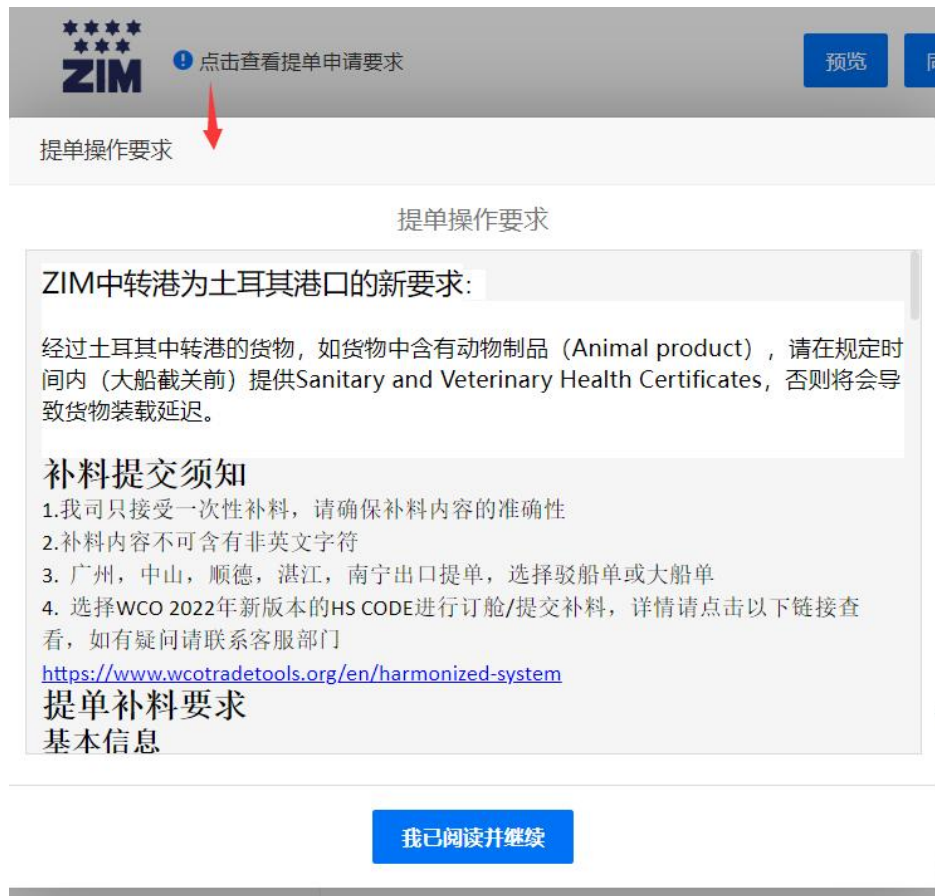 ZIM
点击查看提单申请要求
预览
提单操作要求
提单操作要求
ZIM中转港为土耳其港口的新要求：
经过土耳其中转港的货物，如货物中含有动物制品（Animal product），请在规定时
间内（大船截关前）提供Sanitary and Veterinary Health Certificates，否则将会导
致货物装载延迟。
补料提交须知
1.我司只接受一次性补料，请确保补料内容的准确性
2.补料内容不可含有非英文字符
3. 广州，中山，顺德，湛江，南宁出口提单，选择驳船单或大船单
4. 选择WCO 2022年新版本的HS CODE进行订舱/提交补料，详情请点击以下链接查
看，如有疑问请联系客服部门
https://www.wcotradetools.org/en/harmonized-system
提单补料要求
基本信息
我已阅读并继续